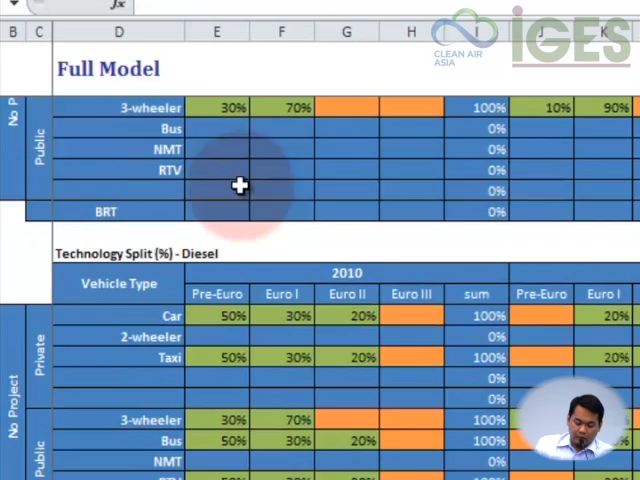 fx
B C D E F G H I J K
CLEAN AIR
ASIA
IGES
Full Model
No P
Public
3-wheeler 30% 70% 100% 10% 90%
Bus 0%
NMT 0%
RTV 0%
0%
BRT 0%
Technology Split (%) - Diesel
Vehicle Type
2010
Pre-Euro Euro I Euro II Euro III sum Pre-Euro Euro I
No Project
Private
Car 50% 30% 20% 100% 20%
2-wheeler 0%
Taxi 50% 30% 20% 100% 20%
0%
0%
Public
3-wheeler 30% 70% 100%
Bus 50% 30% 20% 100%
NMT 0%